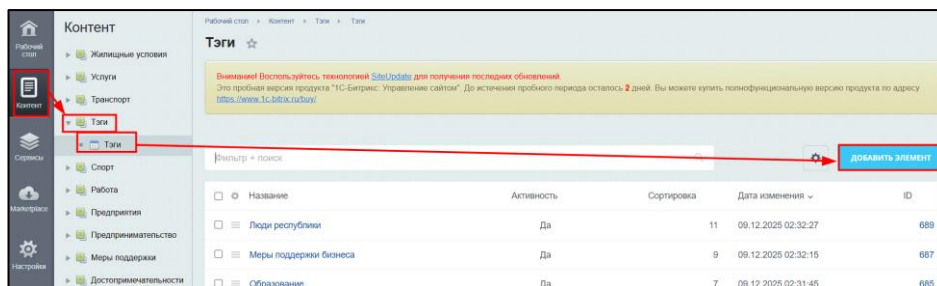 Рабочий стол
Контент
Сервисы
Marketplace
Настройки
Контент
Жилищные условия
Услуги
Транспорт
Тэги
Тэги
Спорт
Работа
Предприятия
Предпринимательство
Меры поддержки
Достопримечательности
Рабочий стол › Контент › Тэги › Тэги
Тэги
Внимание! Воспользуйтесь технологией SiteUpdate для получения последних обновлений.
Это пробная версия продукта "1С-Битрикс: Управление сайтом". До истечения пробного периода осталось 2 дней. Вы можете купить полнофункциональную версию продукта по адресу
https://www.1c-bitrix.ru/buy/
Фильтр + поиск
ДОБАВИТЬ ЭЛЕМЕНТ
Название Активность Сортировка Дата изменения ID
Люди республики Да 11 09.12.2025 02:32:27 689
Меры поддержки бизнеса Да 9 09.12.2025 02:32:15 687
Образование Да 7 09.12.2025 02:31:45 685